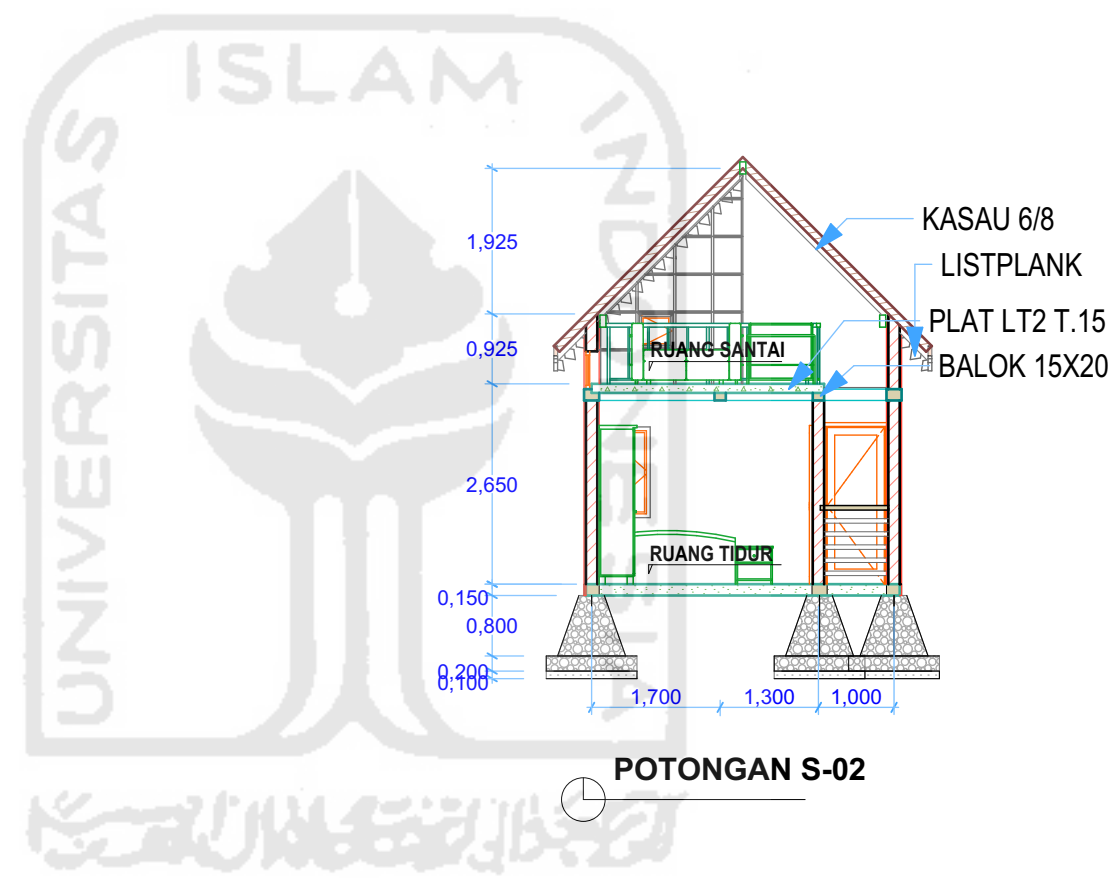 UNIVERSITAS
ISLAM
INDONESIA
1,925
0,925
2,650
0,150
0,800
0,200
0,100
KASAU 6/8
LISTPLANK
PLAT LT2 T.15
BALOK 15X20
RUANG SANTAI
RUANG TIDUR
1,700
1,300
1,000
POTONGAN S-02